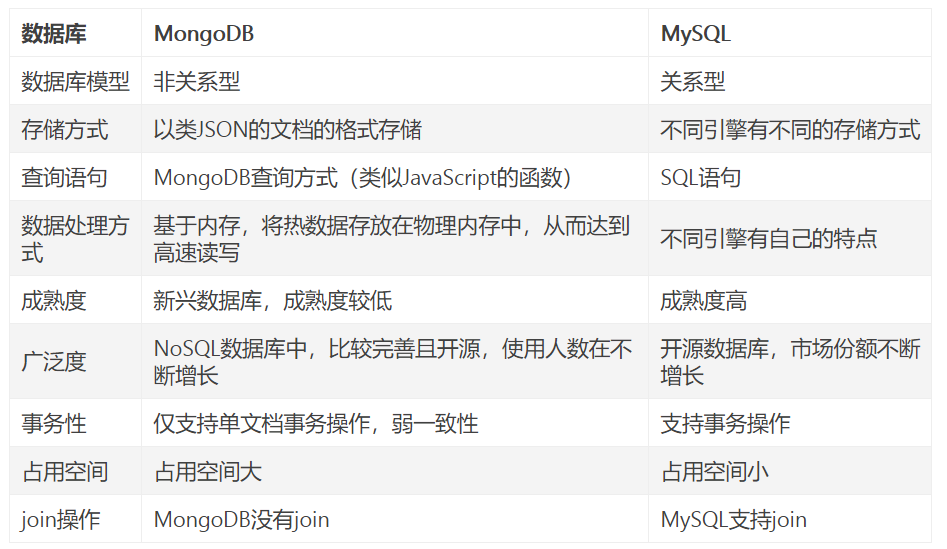 数据库 MongoDB MySQL
数据库模型 非关系型 关系型
存储方式 以类JSON的文档的格式存储 不同引擎有不同的存储方式
查询语句 MongoDB查询方式（类似JavaScript的函数） SQL语句
数据处理方
式
基于内存，将热数据存放在物理内存中，从而达到
高速读写
不同引擎有自己的特点
成熟度 新兴数据库，成熟度较低 成熟度高
广泛度
NoSQL数据库中，比较完善且开源，使用人数在不
断增长
开源数据库，市场份额不断
增长
事务性 仅支持单文档事务操作，弱一致性 支持事务操作
占用空间 占用空间大 占用空间小
join操作 MongoDB没有join MySQL支持join